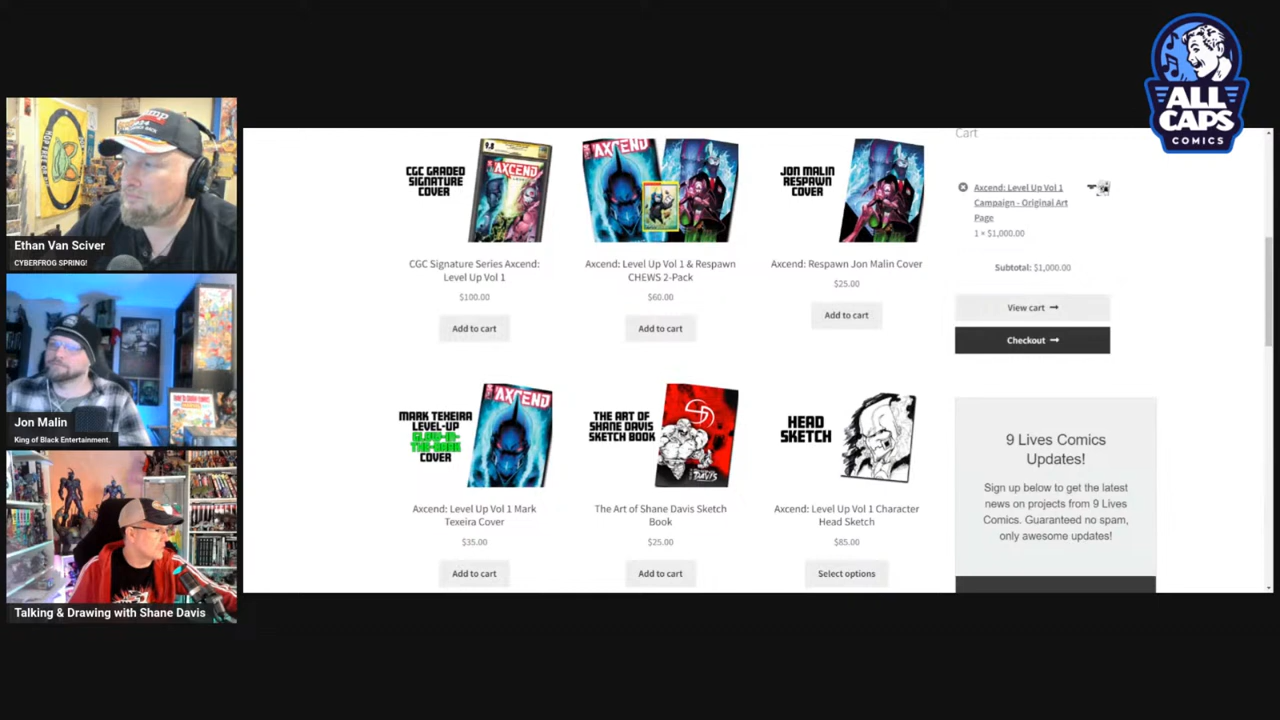 ALL
CAPS
COMICS
Ethan Van Sciver
CYBERFROG SPRING!
Jon Malin
King of Black Entertainment.
Talking & Drawing with Shane Davis
CGC GRADED
SIGNATURE
COVER
9.8
AXCEND
CGC Signature Series Axcend:
Level Up Vol 1
$100.00
Add to cart
AXCEND
Axcend: Level Up Vol 1 & Respawn
CHEWS 2-Pack
$60.00
Add to cart
JON MALIN
RESPAWN
COVER
Axcend: Respawn Jon Malin Cover
$25.00
Add to cart
MARK TEXEIRA
LEVEL-UP
GLOW-IN-
THE-DARK
COVER
AXCEND
Axcend: Level Up Vol 1 Mark
Texeira Cover
$35.00
Add to cart
THE ART OF
SHANE DAVIS
SKETCH BOOK
DAVIS
The Art of Shane Davis Sketch
Book
$25.00
Add to cart
HEAD
SKETCH
Axcend: Level Up Vol 1 Character
Head Sketch
$85.00
Select options
Cart
Axcend: Level Up Vol 1
Campaign - Original Art
Page
1 × $1,000.00
Subtotal: $1,000.00
View cart
Checkout
9 Lives Comics
Updates!
Sign up below to get the latest
news on projects from 9 Lives
Comics. Guaranteed no spam,
only awesome updates!